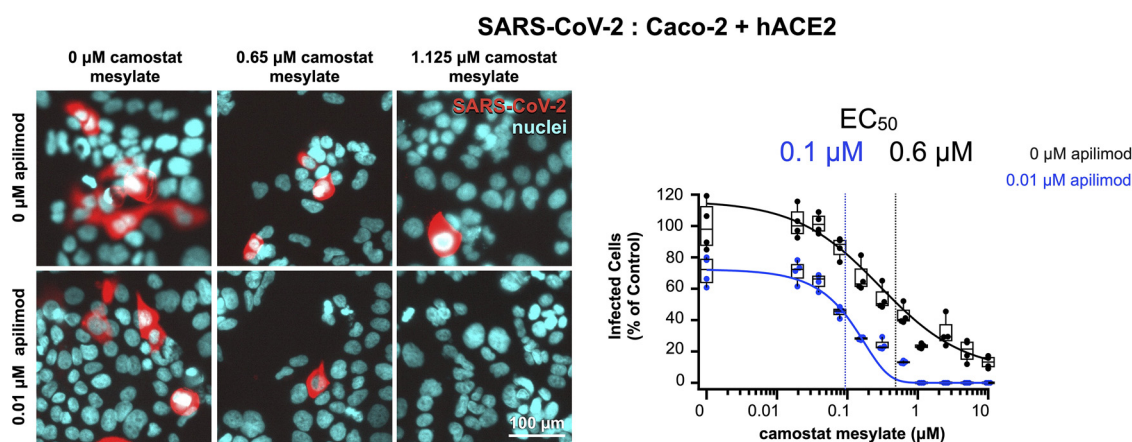 SARS-CoV-2 : Caco-2 + hACE2
0 µM camostat
mesylate
0.65 µM camostat
mesylate
1.125 µM camostat
mesylate
0 µM apilimod
0.01 µM apilimod
SARS-CoV-2
nuclei
100 µm
EC50
0.1 µM
0.6 µM
0 µM apilimod
0.01 µM apilimod
Infected Cells
(% of Control)
120
100
80
60
40
20
0
0
0.01
0.1
1
10
camostat mesylate (µM)